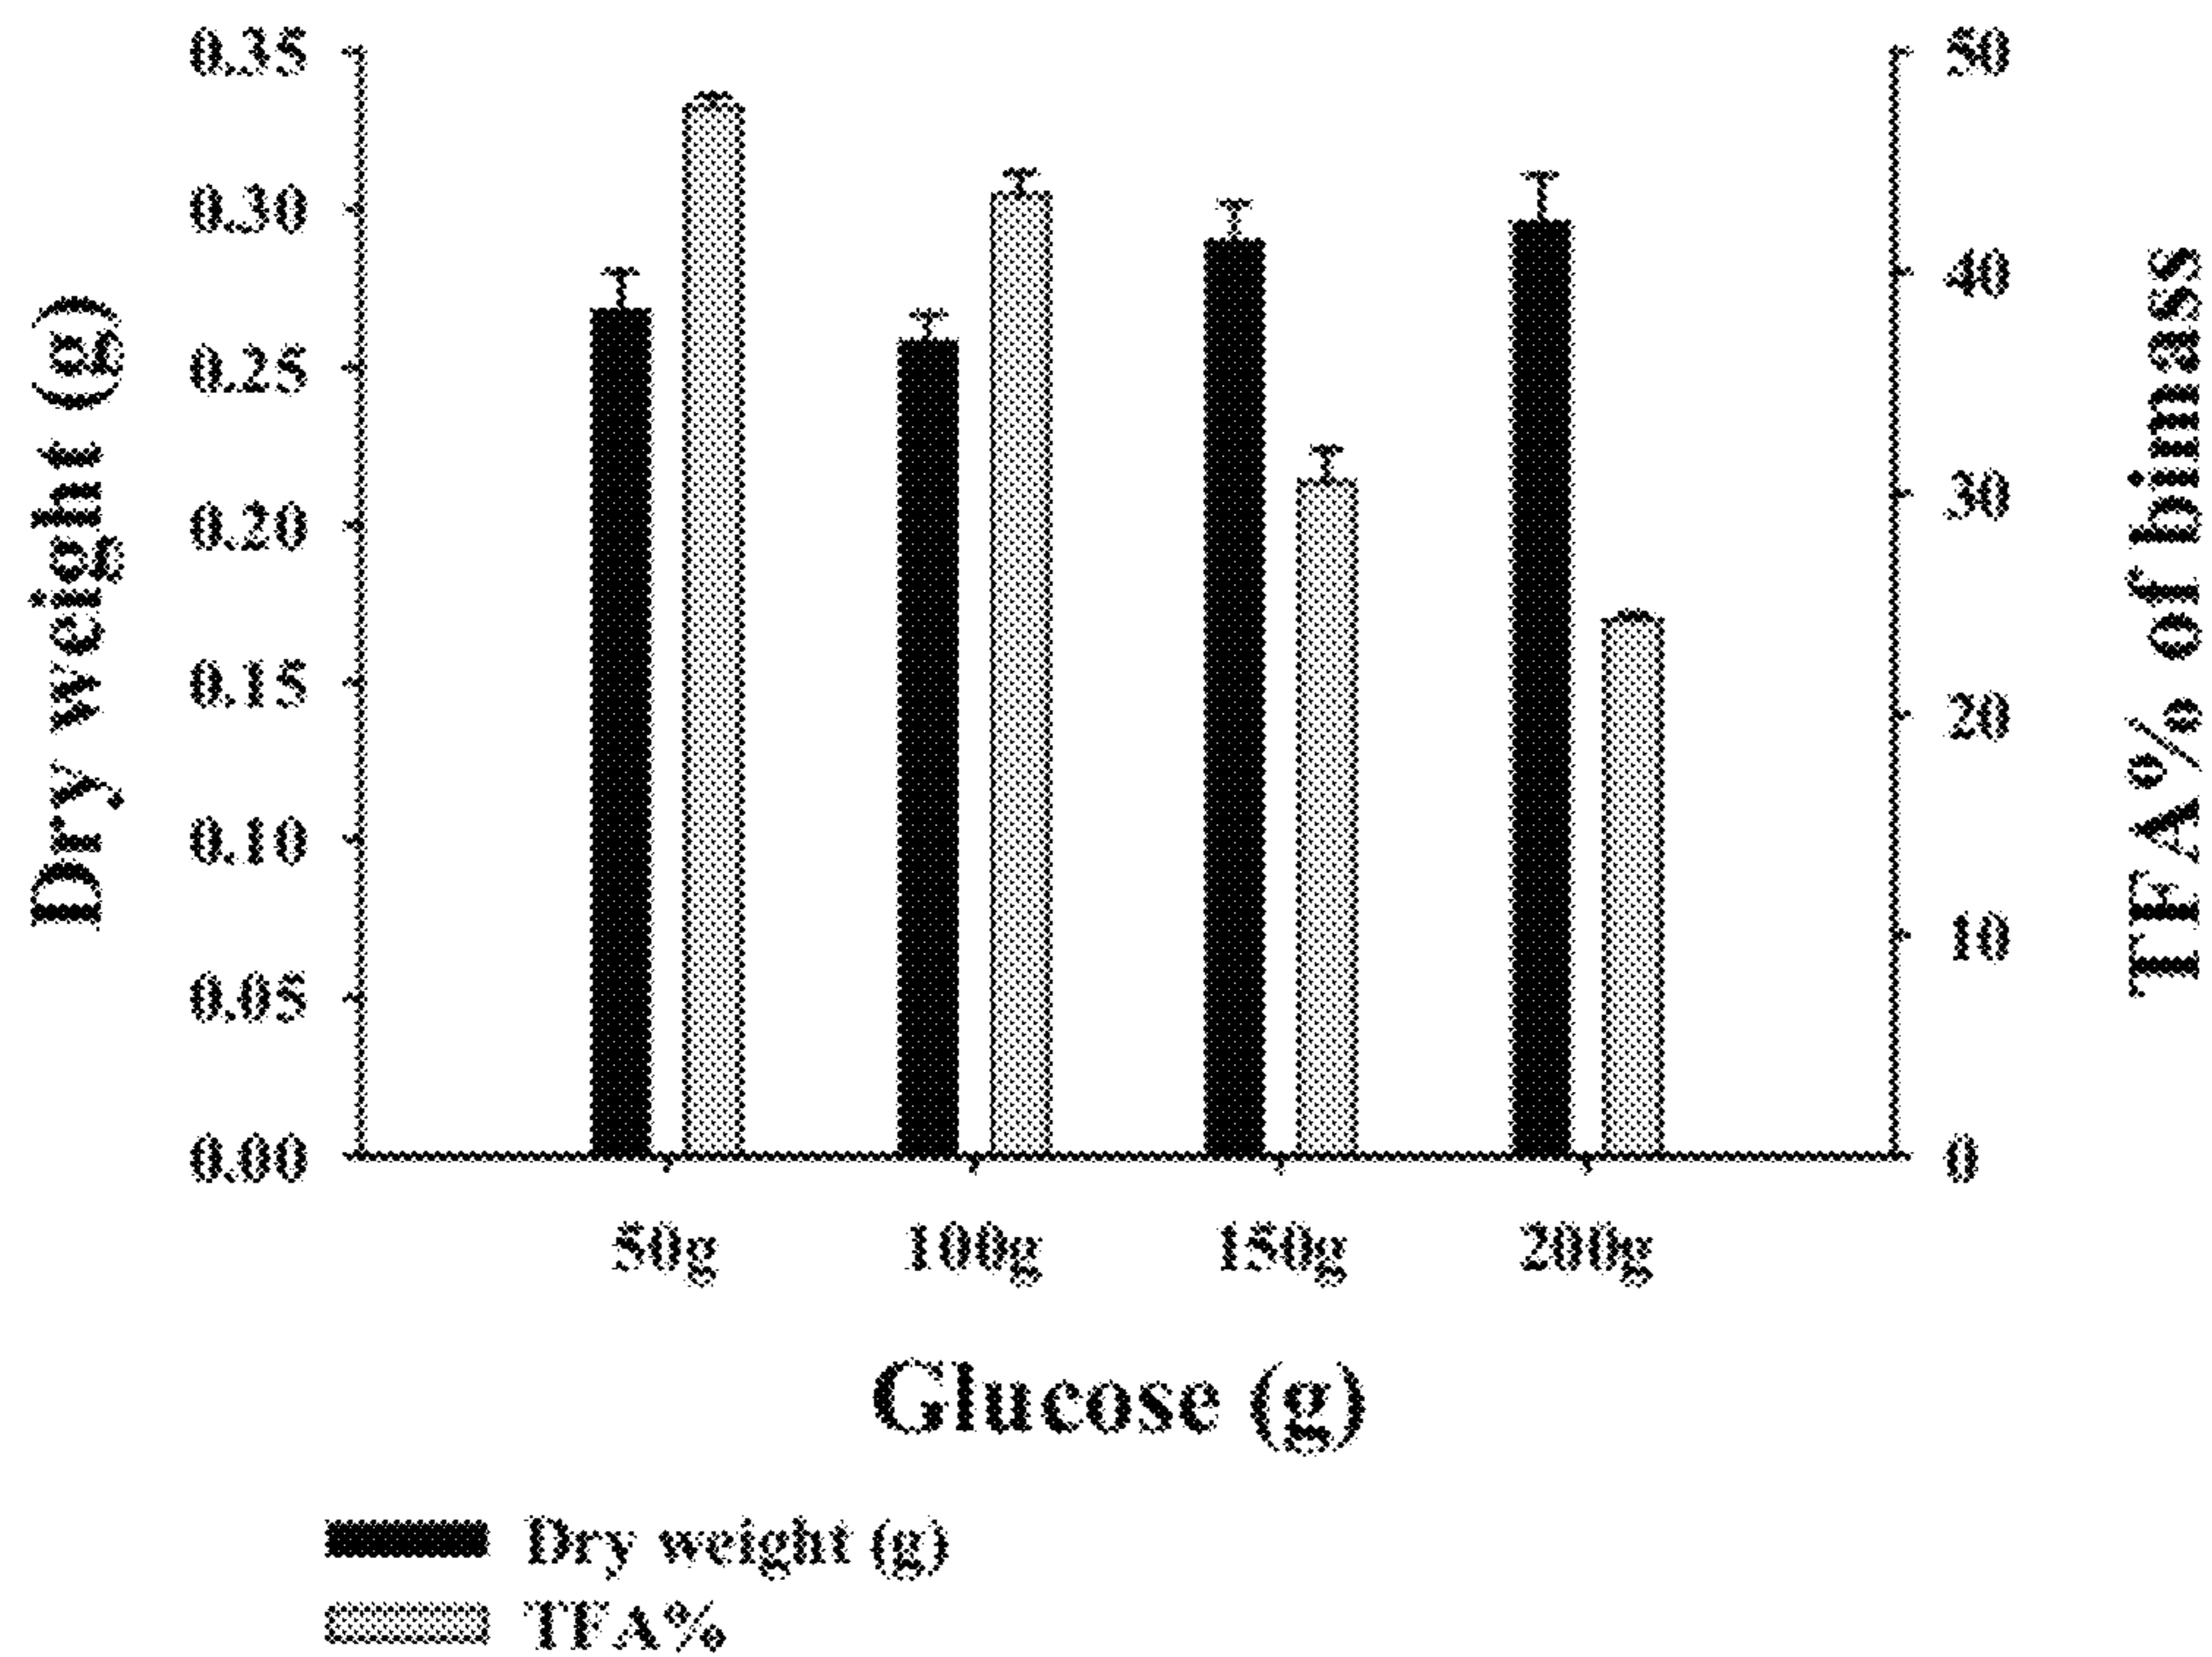 0.35
0.30
0.25
0.20
0.15
0.10
0.05
0.00
Dry weight (g)
50
40
30
20
10
0
TFA% of bimass
50g 100g 150g 200g
Glucose (g)
Dry weight (g)
TFA%